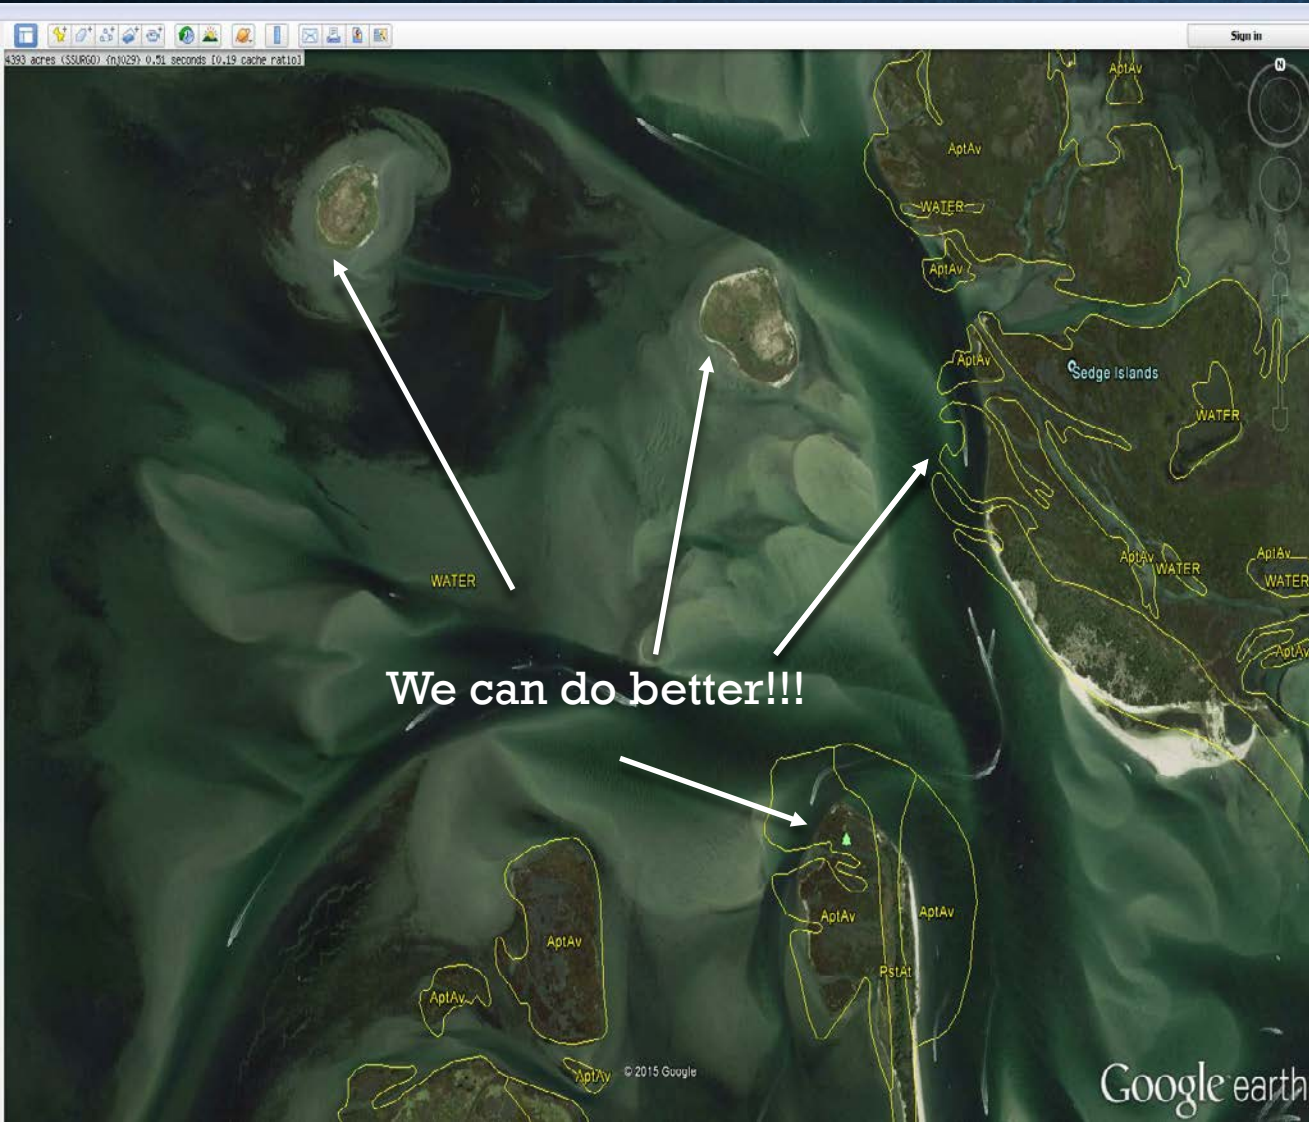 Sign in
4393 acres (SSURGO) (nj029) 0.51 seconds [0.19 cache ratio]
N
AptAv
AptAv
WATER
AptAv
AptAv
Sedge Islands
WATER
AptAv
WATER
AptAv
WATER
WATER
AptAv
We can do better!!!
AptAv
AptAv
AptAv
PstAt
AptAv
AptAv
© 2015 Google
Google earth